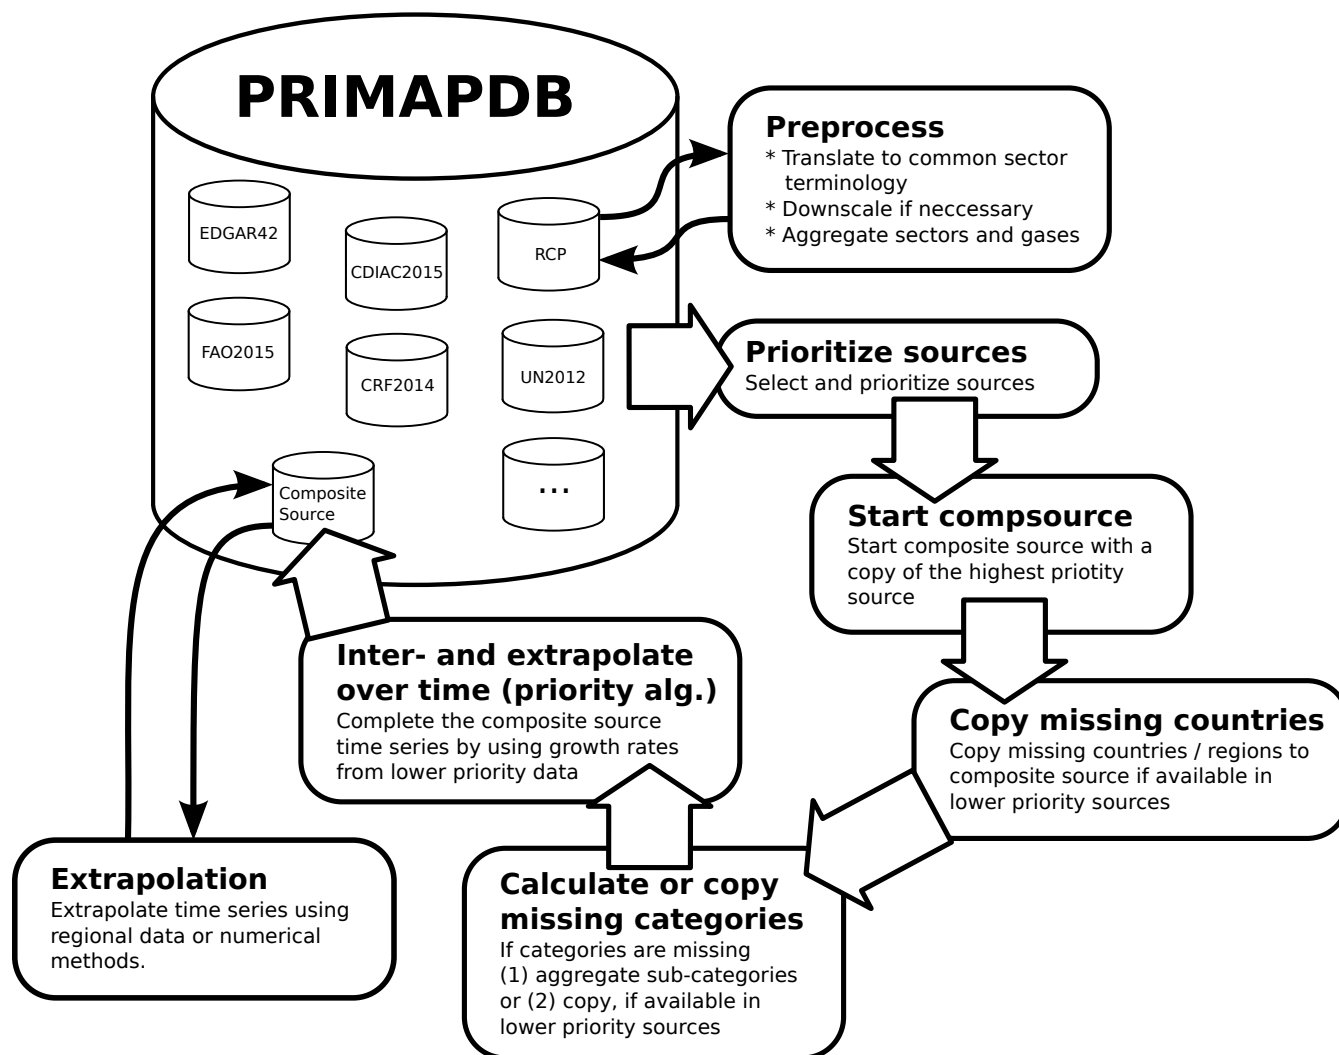 PRIMAPDB
Preprocess
* Translate to common sector
terminology
* Downscale if neccessary
* Aggregate sectors and gases
EDGAR42
CDIAC2015
RCP
FAO2015
CRF2014
UN2012
...
Composite
Source
Prioritize sources
Select and prioritize sources
Start compsource
Start composite source with a
copy of the highest priotity
source
Copy missing countries
Copy missing countries / regions to
composite source if available in
lower priority sources
Calculate or copy
missing categories
If categories are missing
(1) aggregate sub-categories
or (2) copy, if available in
lower priority sources
Inter- and extrapolate
over time (priority alg.)
Complete the composite source
time series by using growth rates
from lower priority data
Extrapolation
Extrapolate time series using
regional data or numerical
methods.